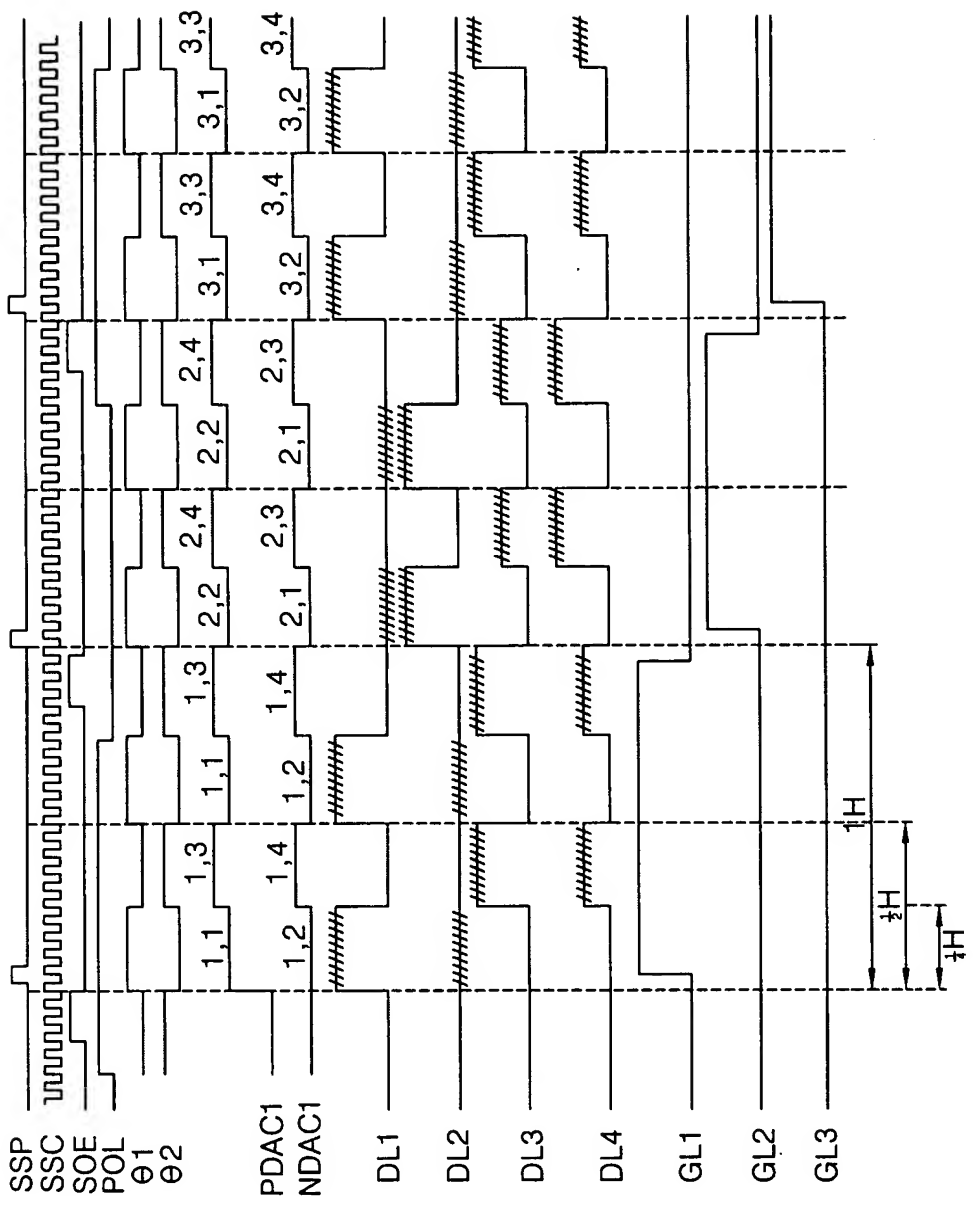 SSP
SSC
SOE
POL
Θ1
Θ2
1,1 1,3 1,1 1,3 2,2 2,4 2,2 2,4 3,1 3,3 3,1 3,3
PDAC1
1,2 1,4 1,2 1,4 2,1 2,3 2,1 2,3 3,2 3,4 3,2 3,4
NDAC1
DL1
DL2
DL3
DL4
GL1
GL2
GL3
1H
½H
¼H